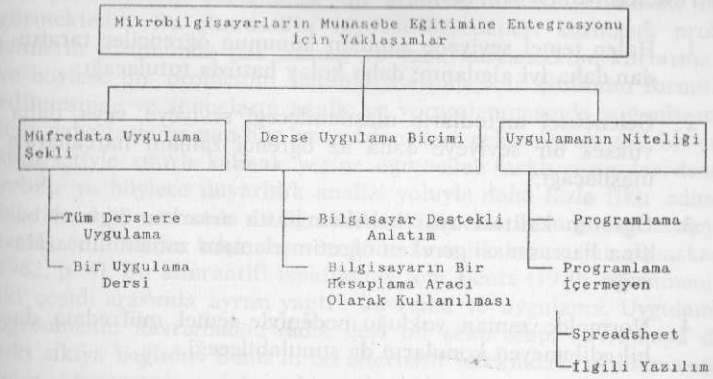 Mikrobilgisayarların Muhasebe Eğitimine Entegrasyonu
İçin Yaklaşımlar
Müfredata Uygulama
Şekli
Derse Uygulama Biçimi
Uygulamanın Niteliği
Tüm Derslere
Uygulama
Bir Uygulama
Dersi
Bilgisayar Destekli
Anlatım
Bilgisayarın Bir
Hesaplama Aracı
Olarak Kullanılması
Programlama
Programlama
İçermeyen
Spreadsheet
İlgili Yazılım